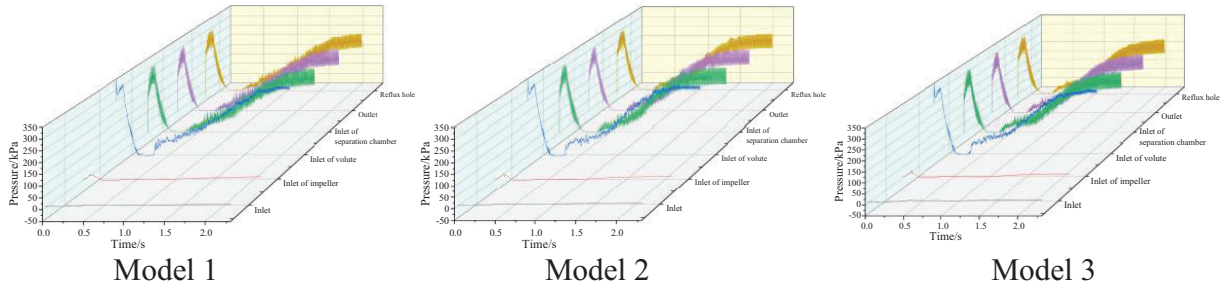 350
300
250
200
150
100
50
0
-50
Pressure/kPa
0.0 0.5 1.0 1.5 2.0
Time/s
Reflux hole
Outlet
Inlet of
separation chamber
Inlet of volute
Inlet of impeller
Inlet
Model 1
350
300
250
200
150
100
50
0
-50
Pressure/kPa
0.0 0.5 1.0 1.5 2.0
Time/s
Reflux hole
Outlet
Inlet of
separation chamber
Inlet of volute
Inlet of impeller
Inlet
Model 2
350
300
250
200
150
100
50
0
-50
Pressure/kPa
0.0 0.5 1.0 1.5 2.0
Time/s
Reflux hole
Outlet
Inlet of
separation chamber
Inlet of volute
Inlet of impeller
Inlet
Model 3